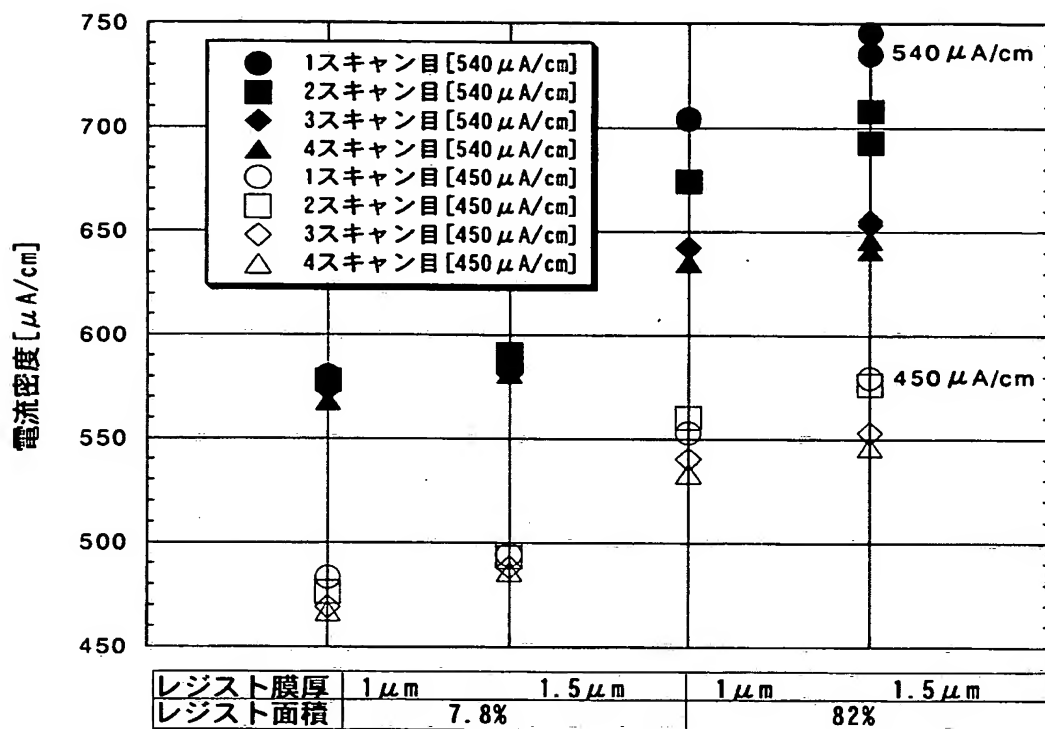 750
700
650
600
550
500
450
電流密度[μA/cm]
1スキャン目[540μA/cm]
2スキャン目[540μA/cm]
3スキャン目[540μA/cm]
4スキャン目[540μA/cm]
1スキャン目[450μA/cm]
2スキャン目[450μA/cm]
3スキャン目[450μA/cm]
4スキャン目[450μA/cm]
540μA/cm
450μA/cm
レジスト膜厚 1μm 1.5μm 1μm 1.5μm
レジスト面積 7.8% 82%